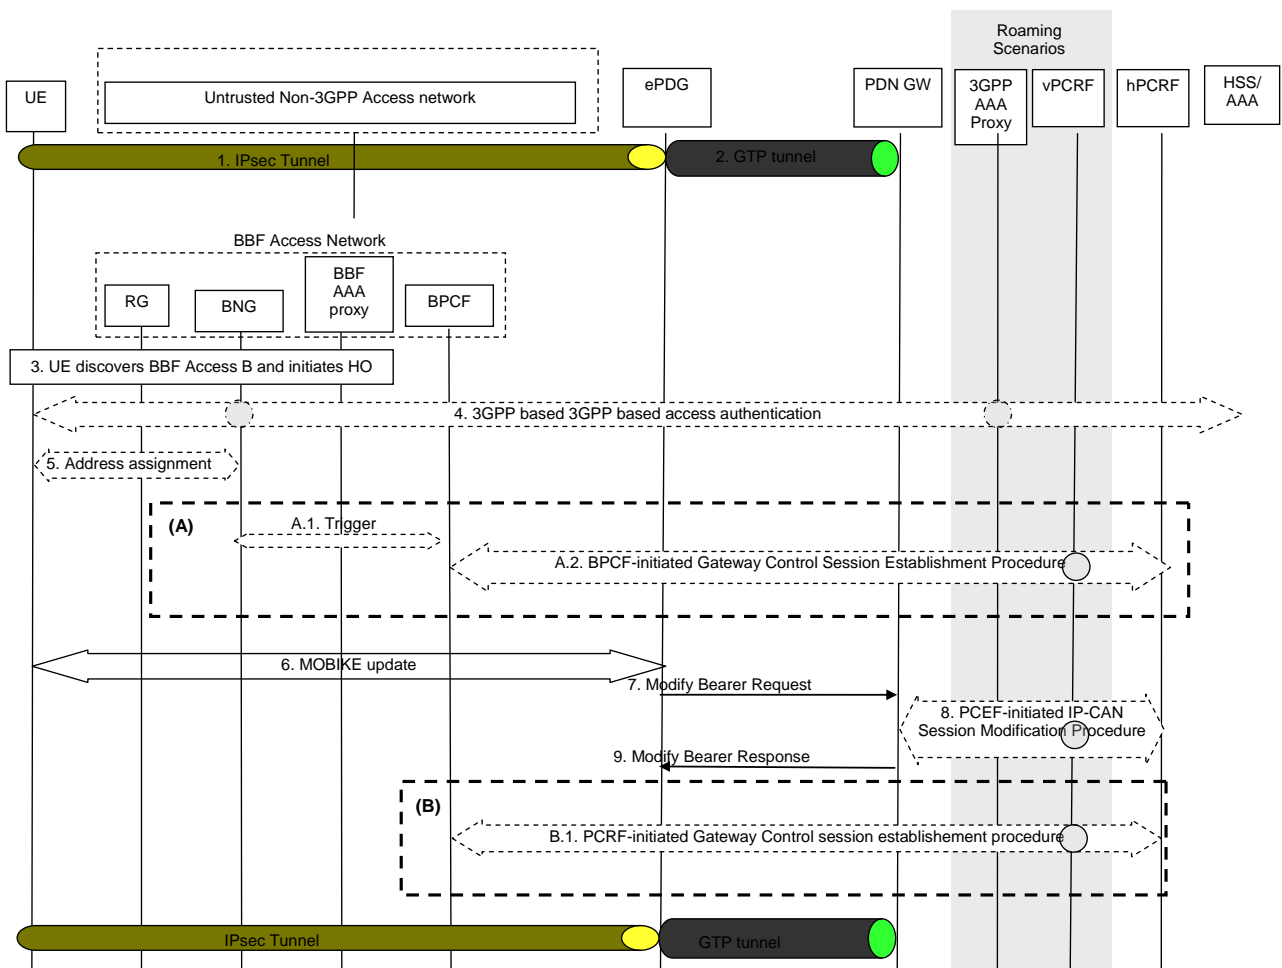 Roaming
Scenarios
UE
Untrusted Non-3GPP Access network
ePDG
PDN GW
3GPP
AAA
Proxy
vPCRF
hPCRF
HSS/
AAA
1. IPsec Tunnel
2. GTP tunnel
BBF Access Network
RG
BNG
BBF
AAA
proxy
BPCF
3. UE discovers BBF Access B and initiates HO
4. 3GPP based 3GPP based access authentication
5. Address assignment
(A)
A.1. Trigger
A.2. BPCF-initiated Gateway Control Session Establishment Procedure
6. MOBIKE update
7. Modify Bearer Request
8. PCEF-initiated IP-CAN
Session Modification Procedure
9. Modify Bearer Response
(B)
B.1. PCRF-initiated Gateway Control session establishement procedure
IPsec Tunnel
GTP tunnel